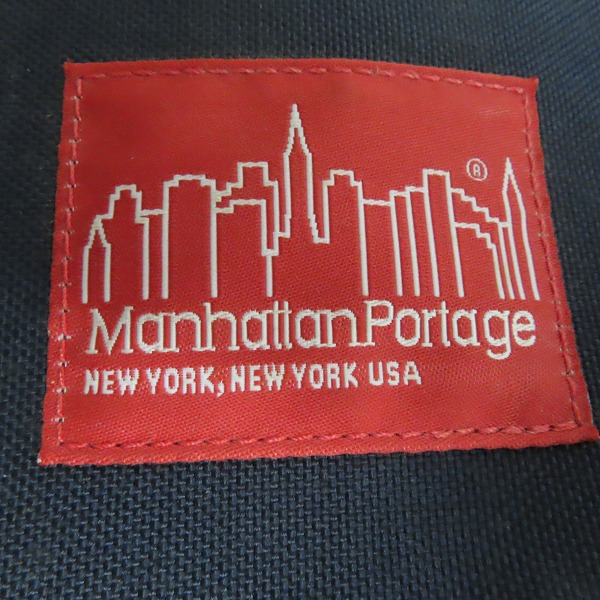 ®
ManhattanPortage
NEW YORK, NEW YORK USA